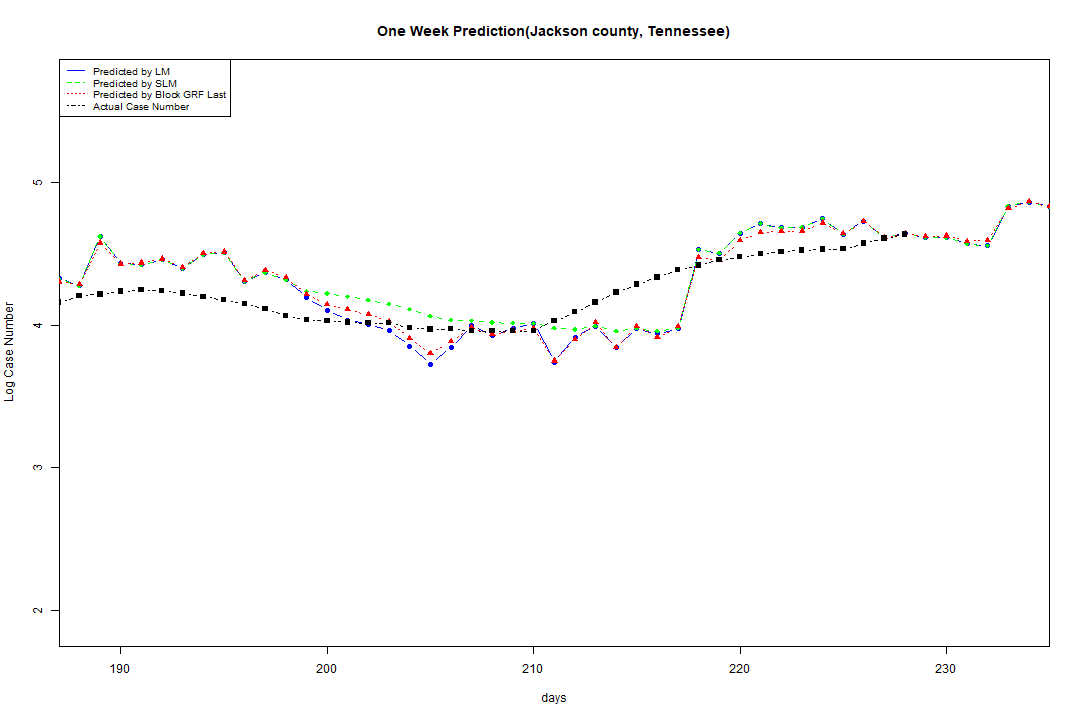 One Week Prediction(Jackson county, Tennessee)
Predicted by LM
Predicted by SLM
Predicted by Block GRF Last
Actual Case Number
5
4
3
2
Log Case Number
190 200 210 220 230
days